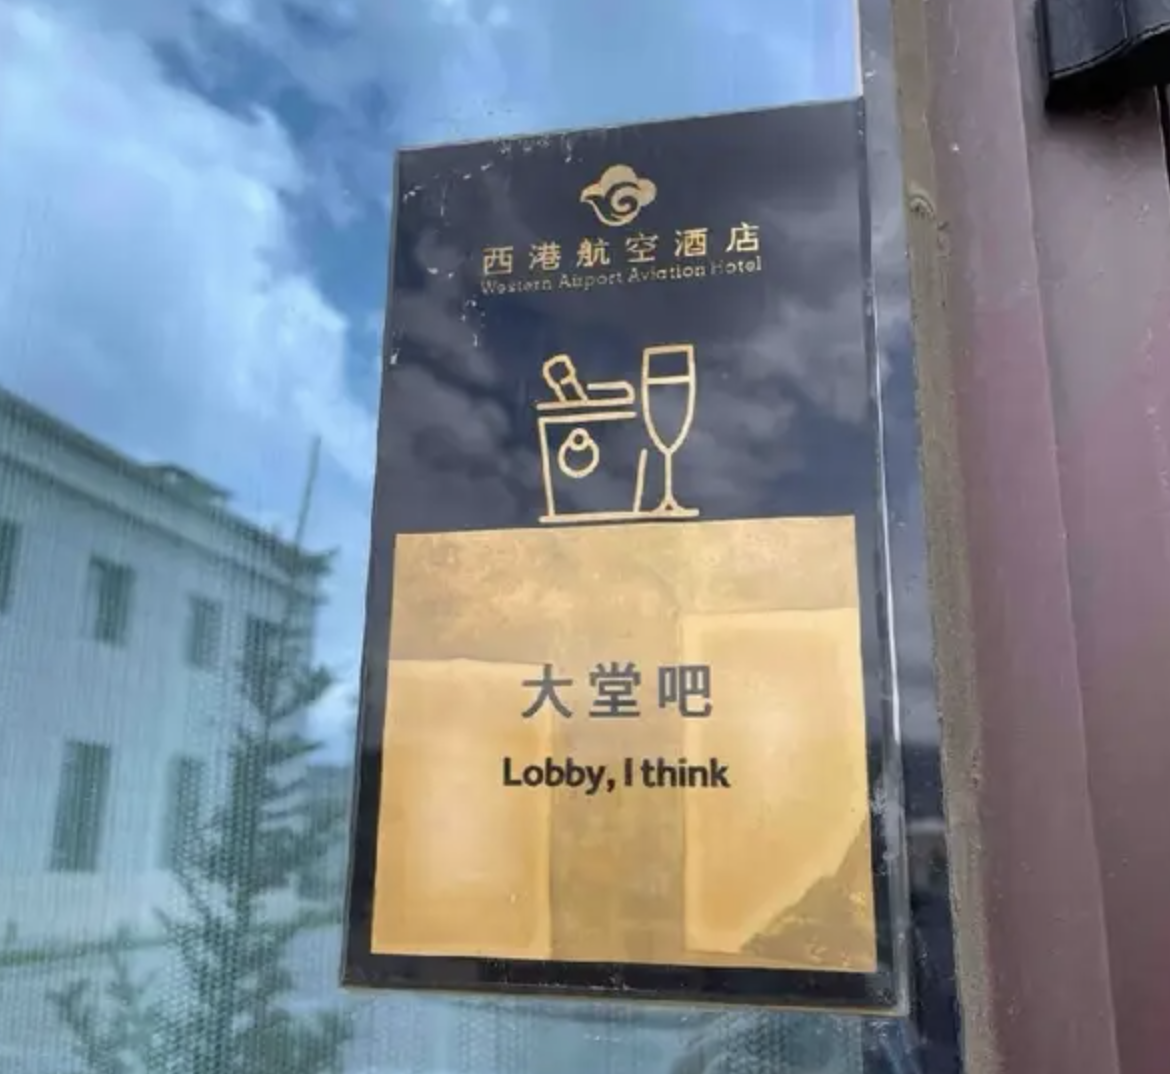 西港航空酒店
Western Airport Aviation Hotel
大堂吧
Lobby, I think